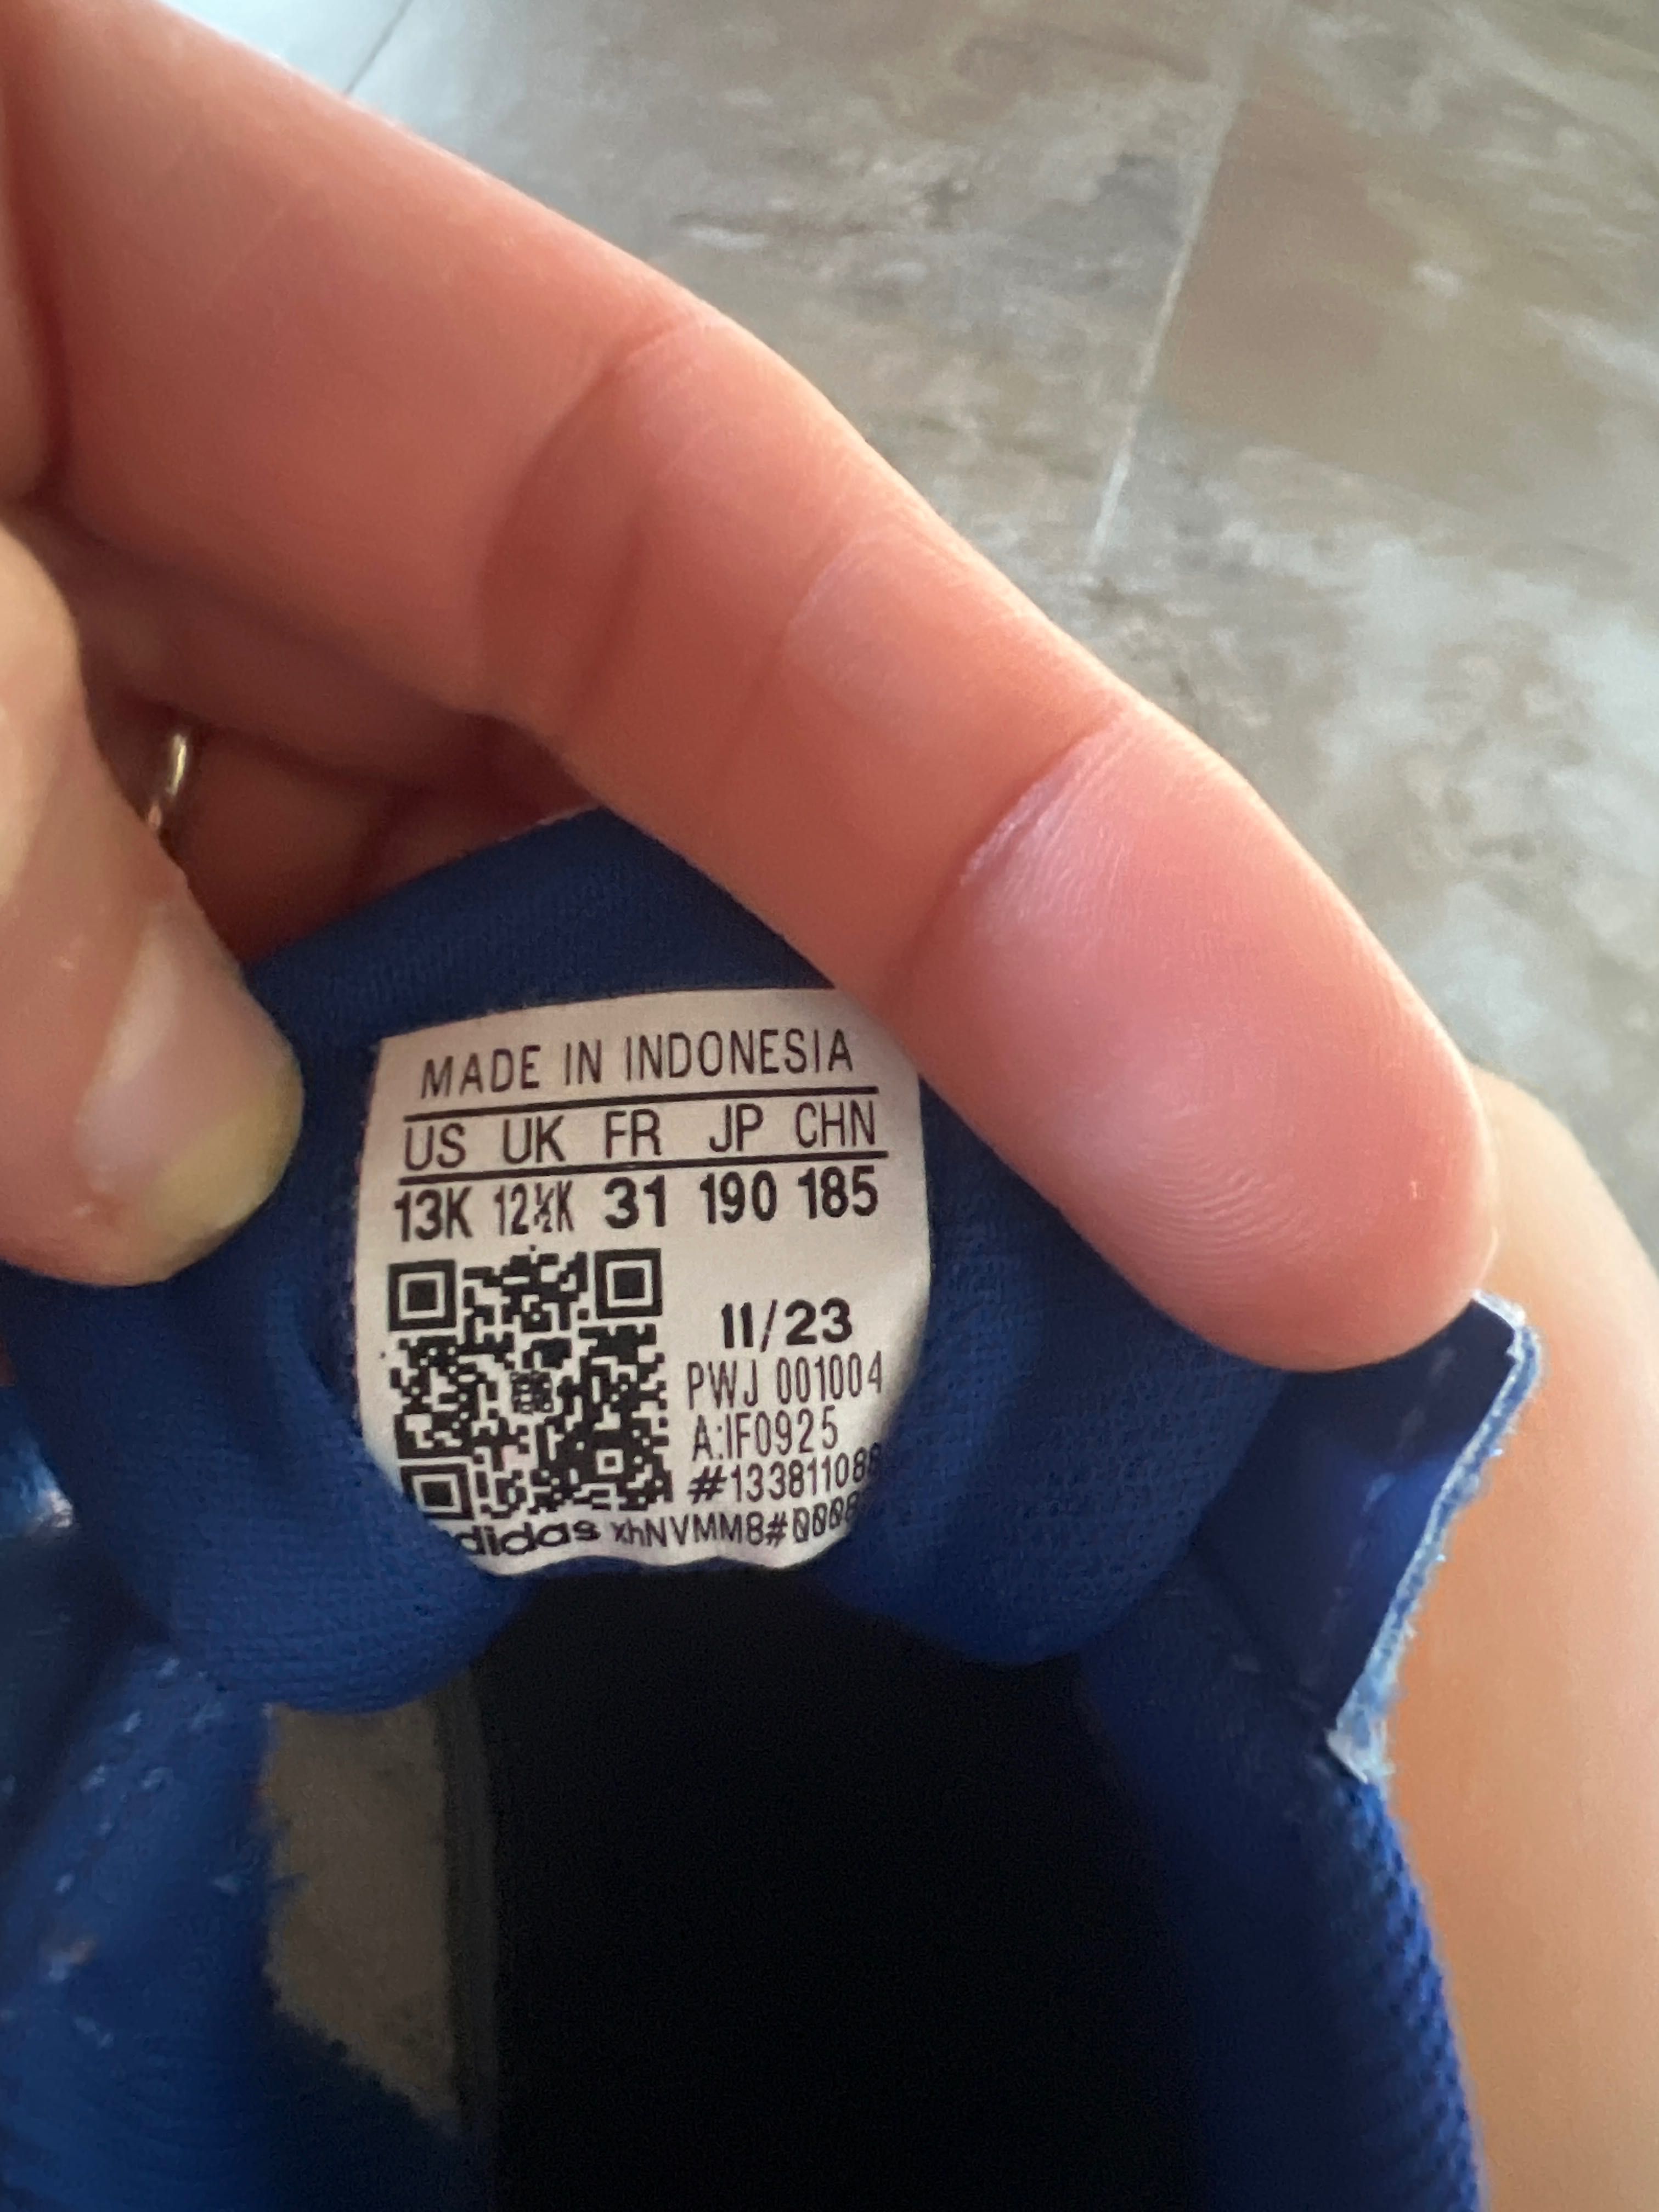 MADE IN INDONESIA
US UK FR JP CHN
13K 12½K 31 190 185
11/23
PWJ 001004
A:IF0925
adidas